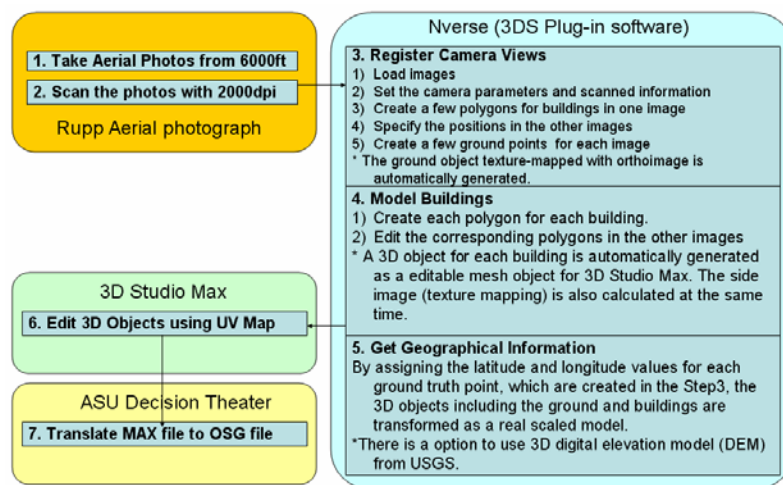 1. Take Aerial Photos from 6000ft
2. Scan the photos with 2000dpi
Rupp Aerial photograph
Nverse (3DS Plug-in software)
3. Register Camera Views
1) Load Images
2) Set the camera parameters and scanned information
3) Create a few polygons for buildings in one image
4) Specify the positions in the other images
5) Create a few ground points for each image
* The ground object texture-mapped with orthoimage is
automatically generated.
4. Model Buildings
1) Create each polygon for each building.
2) Edit the corresponding polygons in the other images
* A 3D object for each building is automatically generated
as a editable mesh object for 3D Studio Max. The side
image (texture mapping) is also calculated at the same
time.
5. Get Geographical Information
By assigning the latitude and longitude values for each
ground truth point, which are created in the Step3, the
3D objects including the ground and buildings are
transformed as a real scaled model.
*There is a option to use 3D digital elevation model (DEM)
from USGS.
3D Studio Max
6. Edit 3D Objects using UV Map
ASU Decision Theater
7. Translate MAX file to OSG file